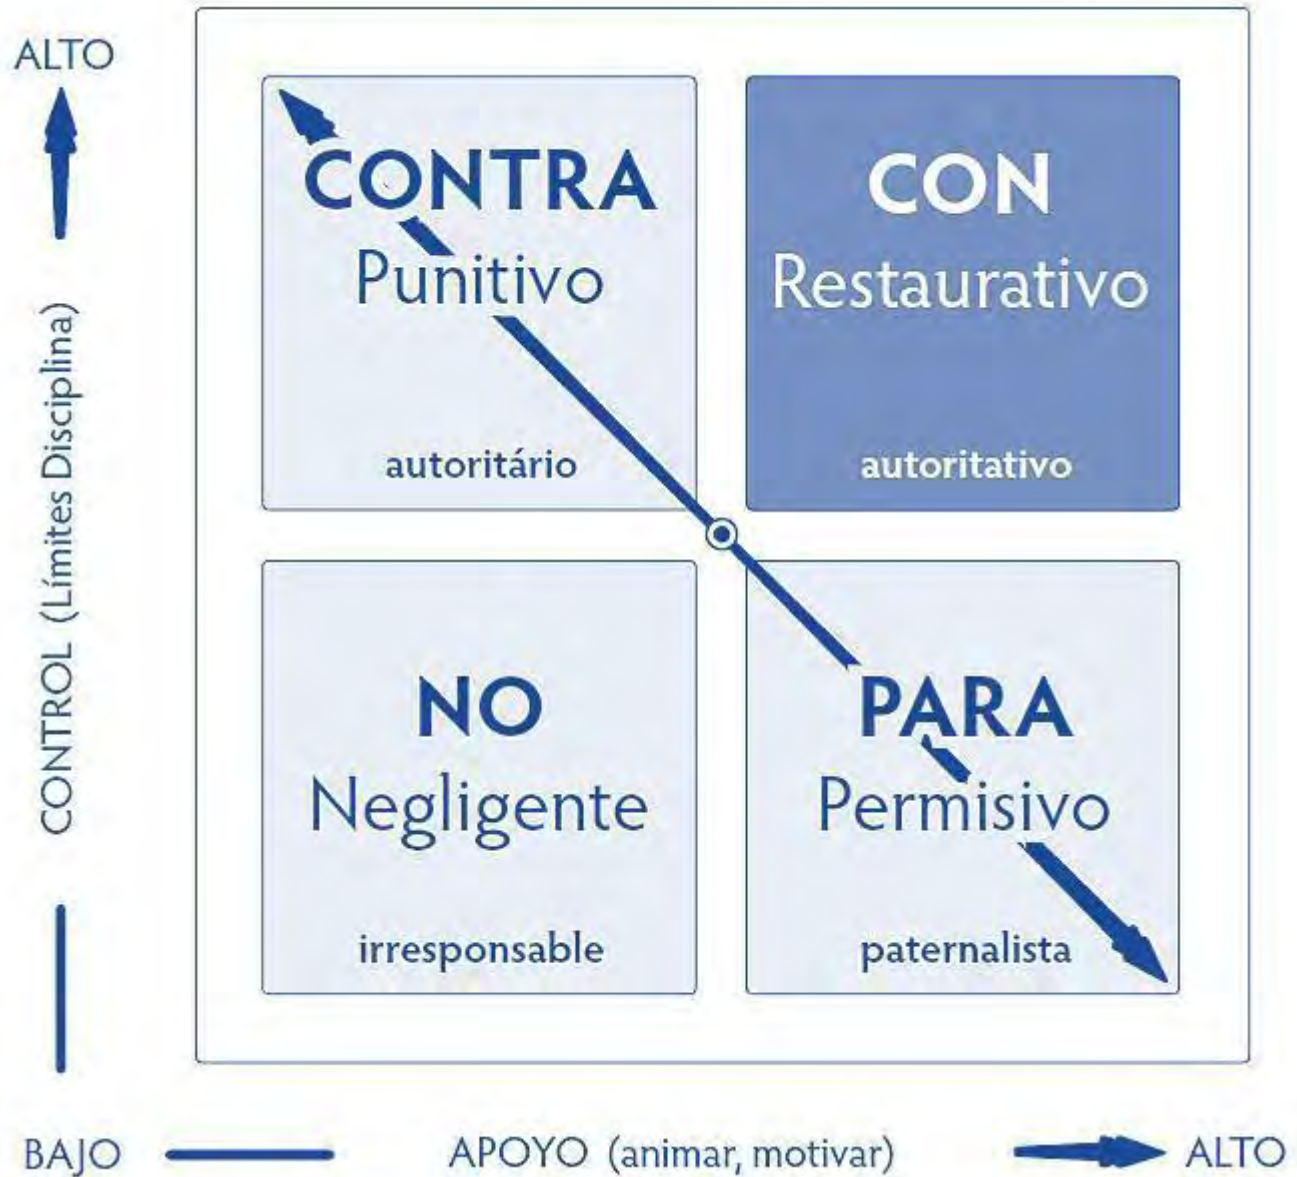 ALTO
CONTROL (Límites Disciplina)
CONTRA
Punitivo
autoritário
CON
Restaurativo
autoritativo
NO
Negligente
irresponsable
PARA
Permisivo
paternalista
BAJO
APOYO (animar, motivar)
ALTO